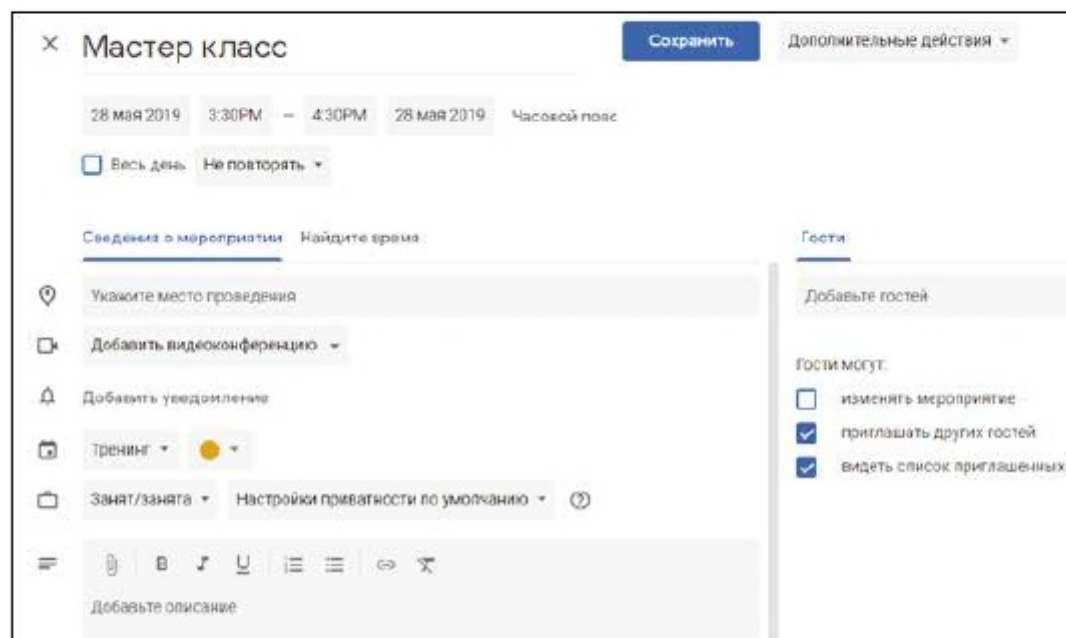 Мастер класс
Сохранить
Дополнительные действия
28 мая 2019 3:30PM – 4:30PM 28 мая 2019 Часовой пояс
Весь день Не повторять
Сведения о мероприятии Найдите время
Гости
Укажите место проведения
Добавьте гостей
Добавить видеоконференцию
Гости могут:
Добавить уведомление
изменять мероприятие
приглашать других гостей
Тренинг
видеть список приглашенных
Занят/занята Настройки приватности по умолчанию
B I U
Добавьте описание